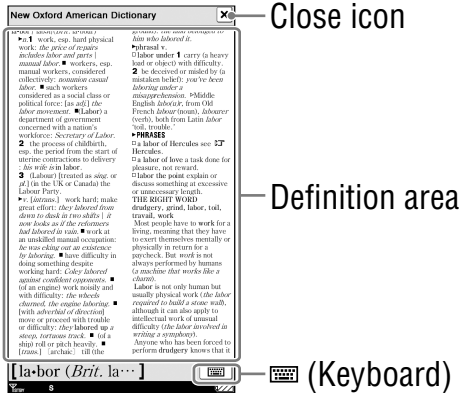 New Oxford American Dictionary
Close icon
la•bor | ˈlābər (Brit. la•bour)
▸n. 1 work, esp. hard physical
work: the price of repairs
includes labor and parts |
manual labor. ■ workers, esp.
manual workers, considered
collectively: nonunion casual
labor. ■ such workers
considered as a social class or
political force: [as adj.] the
labor movement. ■(Labor) a
department of government
concerned with a nation's
workforce: Secretary of Labor.
2 the process of childbirth,
esp. the period from the start of
uterine contractions to delivery
: his wife is in labor.
3 (Labour) [treated as sing. or
pl.] (in the UK or Canada) the
Labour Party.
▸v. [intrans.] work hard; make
great effort: they labored from
dawn to dusk in two shifts | it
now looks as if the reformers
had labored in vain. ■ work at
an unskilled manual occupation:
he was eking out an existence
by laboring. ■ have difficulty in
doing something despite
working hard: Coley labored
against confident opponents. ■
(of an engine) work noisily and
with difficulty: the wheels
churned, the engine laboring. ■
[with adverbial of direction]
move or proceed with trouble
or difficulty: they labored up a
steep, tortuous track. ■ (of a
ship) roll or pitch heavily. ■
[trans.] [archaic] till (the
ground): the land belonged to
him who labored it.
▸phrasal v.
□labor under 1 carry (a heavy
load or object) with difficulty.
2 be deceived or misled by (a
mistaken belief): you've been
laboring under a
misapprehension. ▸Middle
English labo(u)r, from Old
French labour (noun), labourer
(verb), both from Latin labor
'toil, trouble.'
▸PHRASES
□a labor of Hercules see
Hercules.
□a labor of love a task done for
pleasure, not reward.
□labor the point explain or
discuss something at excessive
or unnecessary length.
THE RIGHT WORD
drudgery, grind, labor, toil,
travail, work
Most people have to work for a
living, meaning that they have
to exert themselves mentally or
physically in return for a
paycheck. But work is not
always performed by humans
(a machine that works like a
charm).
Labor is not only human but
usually physical work (the labor
required to build a stone wall),
although it can also apply to
intellectual work of unusual
difficulty (the labor involved in
writing a symphony).
Anyone who has been forced to
perform drudgery knows that it
Definition area
[la•bor (Brit. la··· ]
(Keyboard)
S